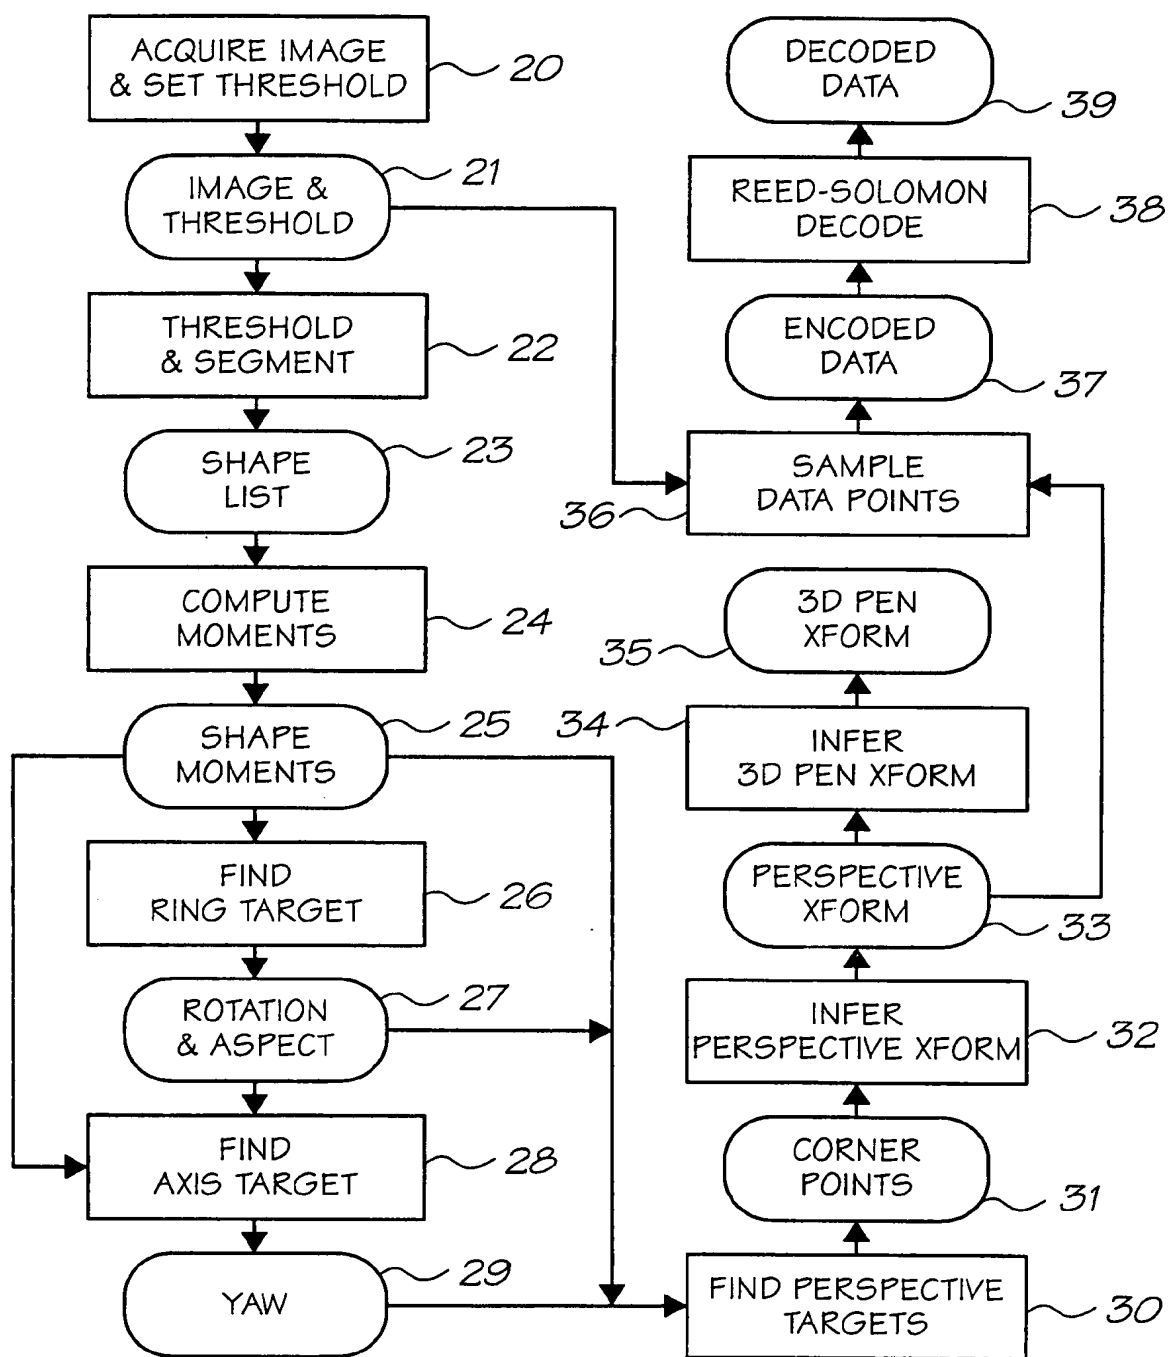 ACQUIRE IMAGE
& SET THRESHOLD
20
IMAGE &
THRESHOLD
21
THRESHOLD
& SEGMENT
22
SHAPE
LIST
23
COMPUTE
MOMENTS
24
SHAPE
MOMENTS
25
FIND
RING TARGET
26
ROTATION
& ASPECT
27
FIND
AXIS TARGET
28
YAW
29
DECODED
DATA
39
REED-SOLOMON
DECODE
38
ENCODED
DATA
37
SAMPLE
DATA POINTS
36
3D PEN
XFORM
35
34
INFER
3D PEN XFORM
PERSPECTIVE
XFORM
33
INFER
PERSPECTIVE XFORM
32
CORNER
POINTS
31
FIND PERSPECTIVE
TARGETS
30